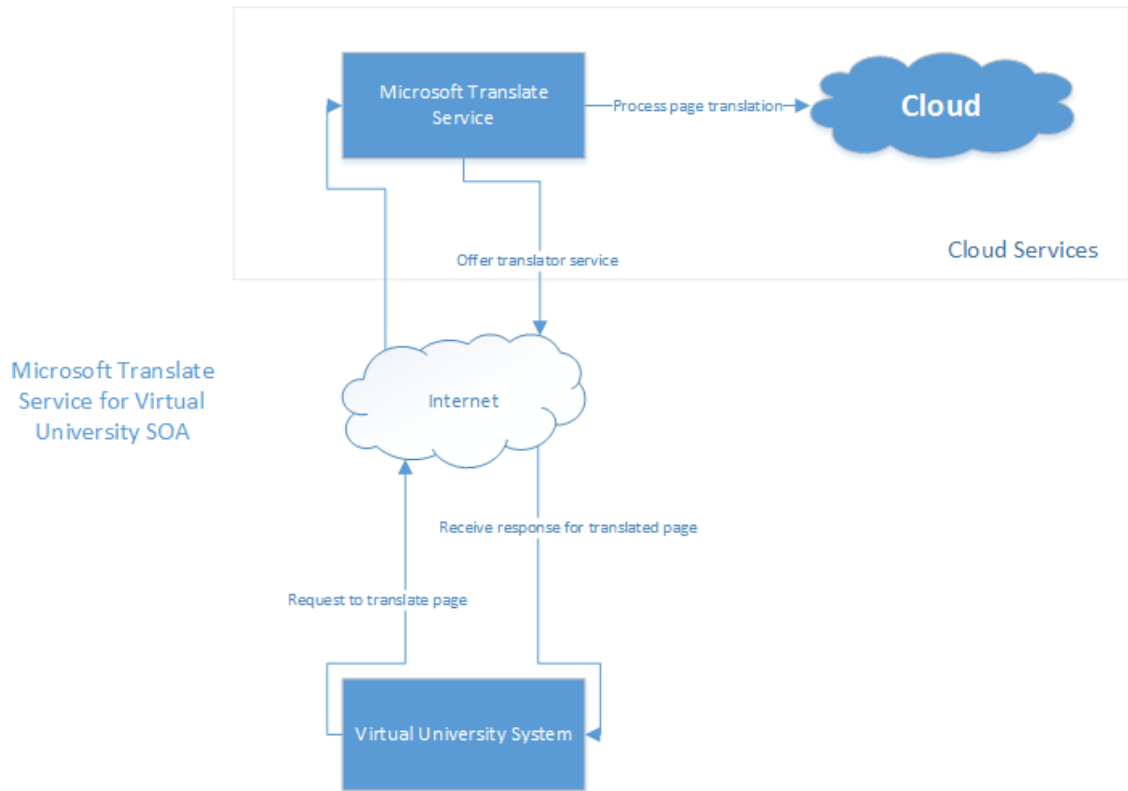 Microsoft Translate
Service
Process page translation
Cloud
Cloud Services
Offer translator service
Microsoft Translate
Service for Virtual
University SOA
Internet
Receive response for translated page
Request to translate page
Virtual University System